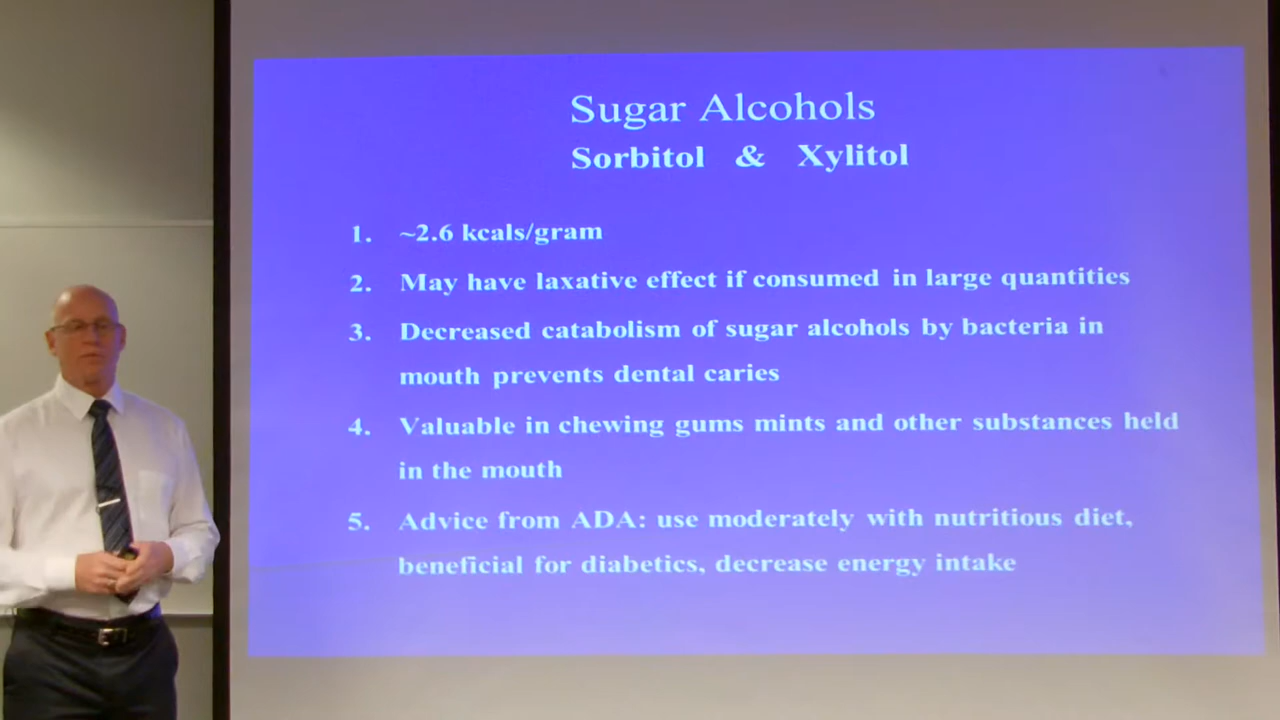 Sugar Alcohols
Sorbitol & Xylitol
1. ~2.6 kcals/gram
2. May have laxative effect if consumed in large quantities
3. Decreased catabolism of sugar alcohols by bacteria in
mouth prevents dental caries
4. Valuable in chewing gums mints and other substances held
in the mouth
5. Advice from ADA: use moderately with nutritious diet,
beneficial for diabetics, decrease energy intake